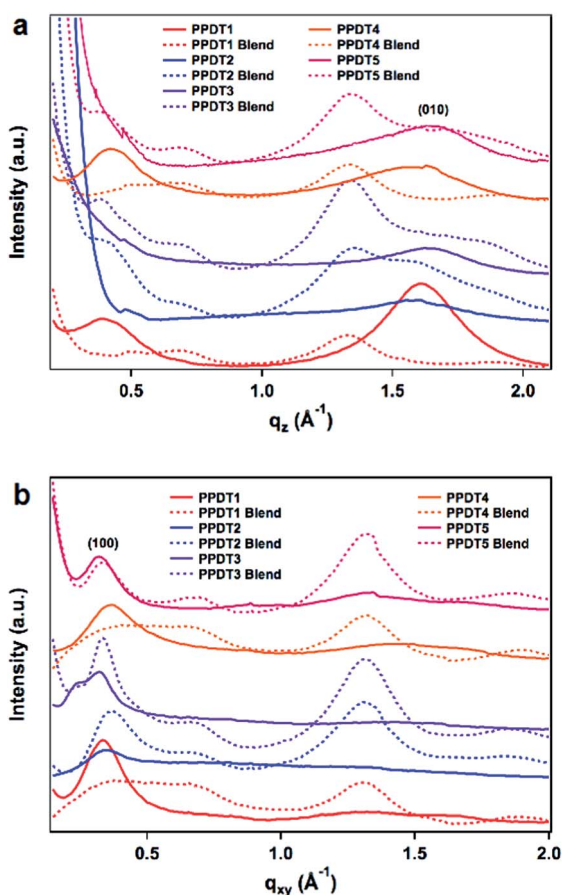 a
PPDT1
PPDT1 Blend
PPDT2
PPDT2 Blend
PPDT3
PPDT3 Blend
PPDT4
PPDT4 Blend
PPDT5
PPDT5 Blend
(010)
Intensity (a.u.)
0.5 1.0 1.5 2.0
qz (Å-1)
b
PPDT1
PPDT1 Blend
PPDT2
PPDT2 Blend
PPDT3
PPDT3 Blend
PPDT4
PPDT4 Blend
PPDT5
PPDT5 Blend
(100)
Intensity (a.u.)
0.5 1.0 1.5 2.0
qxy (Å-1)